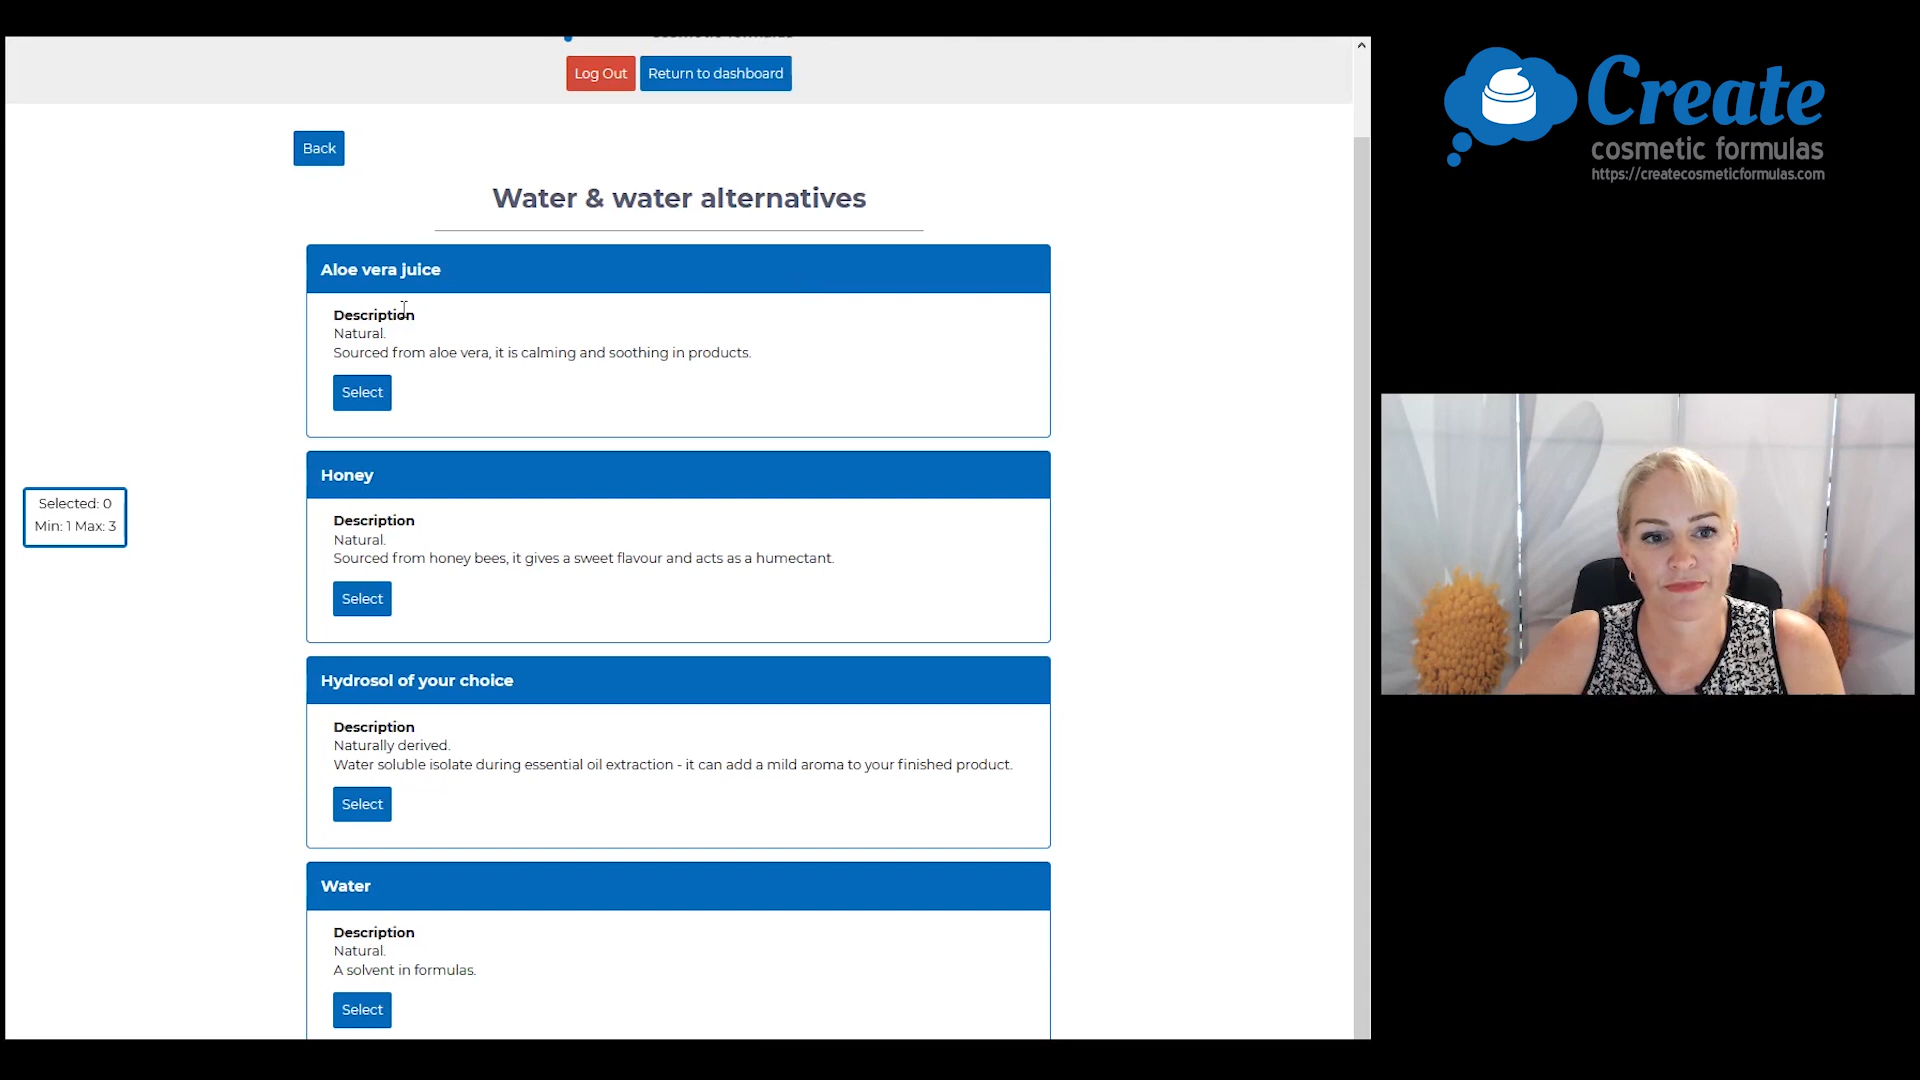 Log Out
Return to dashboard
Back
Water & water alternatives
Aloe vera juice
Description
Natural.
Sourced from aloe vera, it is calming and soothing in products.
Select
Honey
Description
Natural.
Sourced from honey bees, it gives a sweet flavour and acts as a humectant.
Select
Selected: 0
Min: 1 Max: 3
Hydrosol of your choice
Description
Naturally derived.
Water soluble isolate during essential oil extraction - it can add a mild aroma to your finished product.
Select
Water
Description
Natural.
A solvent in formulas.
Select
Create
cosmetic formulas
https://createcosmeticformulas.com